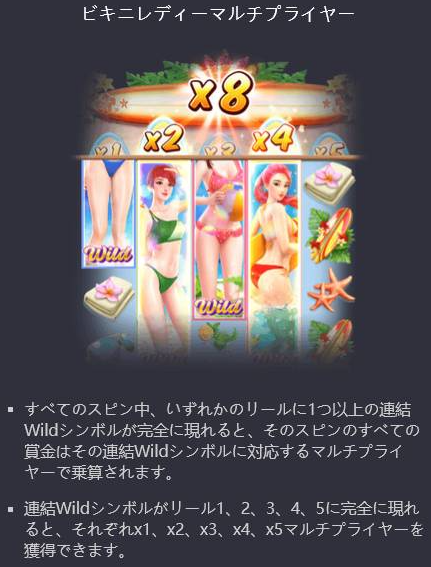 ビキニレディーマルチプライヤー
x8
x1 x2 x3 x4 x5
Wild
Wild
▪ すべてのスピン中、いずれかのリールに1つ以上の連結
Wildシンボルが完全に現れると、そのスピンのすべての
賞金はその連結Wildシンボルに対応するマルチプライ
ヤーで乗算されます。
▪ 連結Wildシンボルがリール1、2、3、4、5に完全に現れ
ると、それぞれx1、x2、x3、x4、x5マルチプライヤーを
獲得できます。